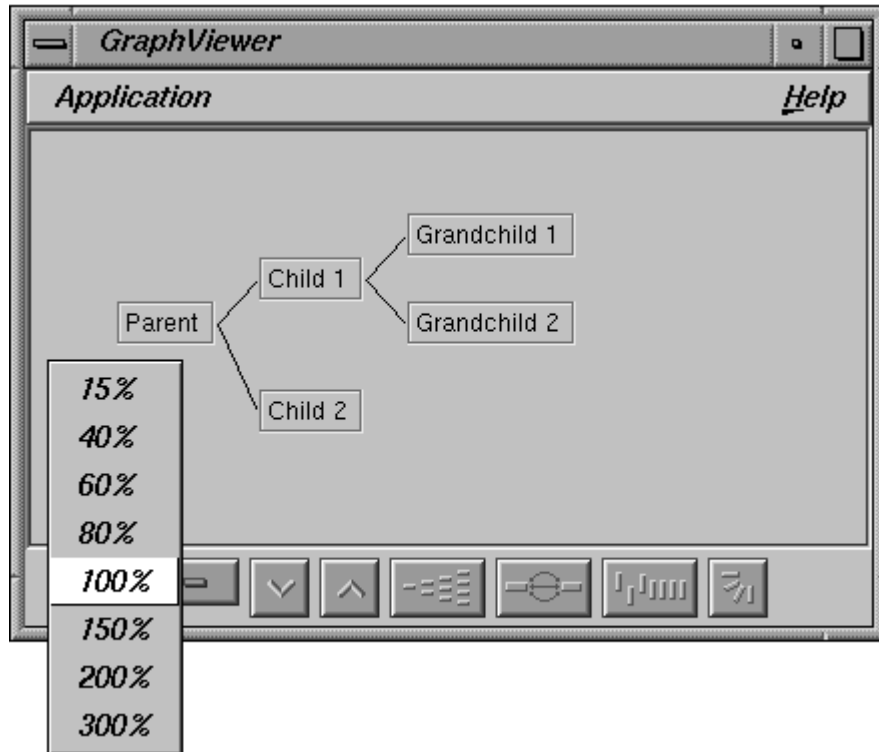 GraphViewer
Application
Help
Grandchild 1
Child 1
Parent
Grandchild 2
Child 2
15%
40%
60%
80%
100%
150%
200%
300%